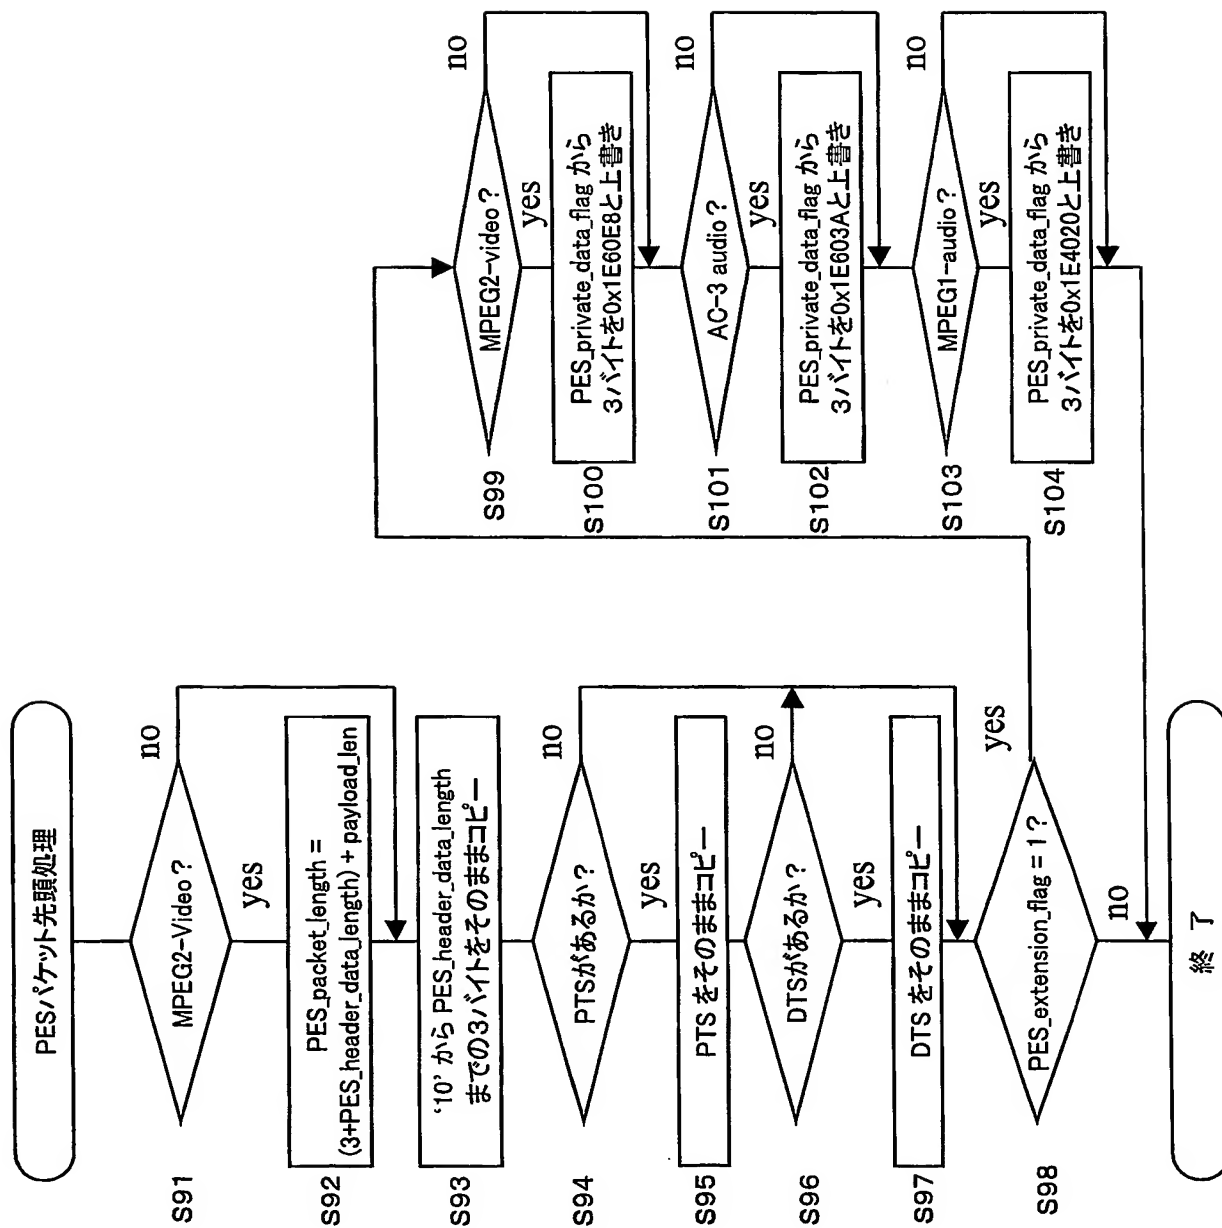 PESパケット先頭処理
S91
MPEG2-Video?
yes
no
S92
PES_packet_length =
(3+PES_header_data_length) + payload_len
S93
‘10’ から PES_header_data_length
までの3バイトをそのままコピー
S94
PTSがあるか?
yes
no
S95
PTS をそのままコピー
S96
DTSがあるか?
yes
no
S97
DTS をそのままコピー
S98
PES_extension_flag = 1 ?
yes
no
終 了
S99
MPEG2-video?
yes
no
S100
PES_private_data_flag から
3バイトを0x1E60E8と上書き
S101
AC-3 audio?
yes
no
S102
PES_private_data_flag から
3バイトを0x1E603Aと上書き
S103
MPEG1-audio?
yes
no
S104
PES_private_data_flag から
3バイトを0x1E4020と上書き